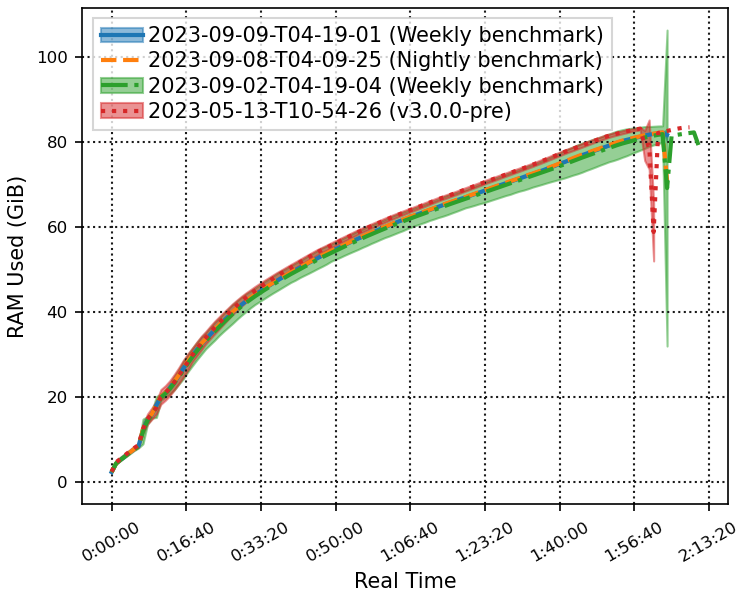 2023-09-09-T04-19-01 (Weekly benchmark)
2023-09-08-T04-09-25 (Nightly benchmark)
2023-09-02-T04-19-04 (Weekly benchmark)
2023-05-13-T10-54-26 (v3.0.0-pre)
100
80
60
40
20
0
RAM Used (GiB)
0:00:00
0:16:40
0:33:20
0:50:00
1:06:40
1:23:20
1:40:00
1:56:40
2:13:20
Real Time